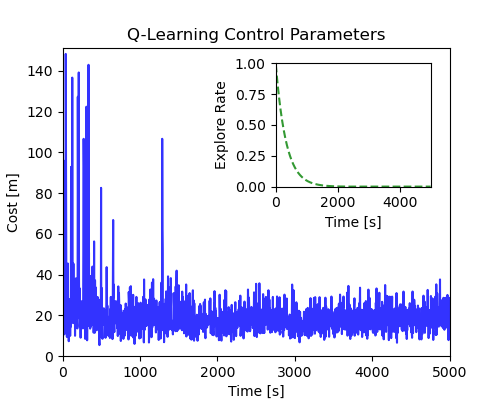 Q-Learning Control Parameters
Cost [m]
140
120
100
80
60
40
20
0
0 1000 2000 3000 4000 5000
Time [s]
Explore Rate
1.00
0.75
0.50
0.25
0.00
0 2000 4000
Time [s]